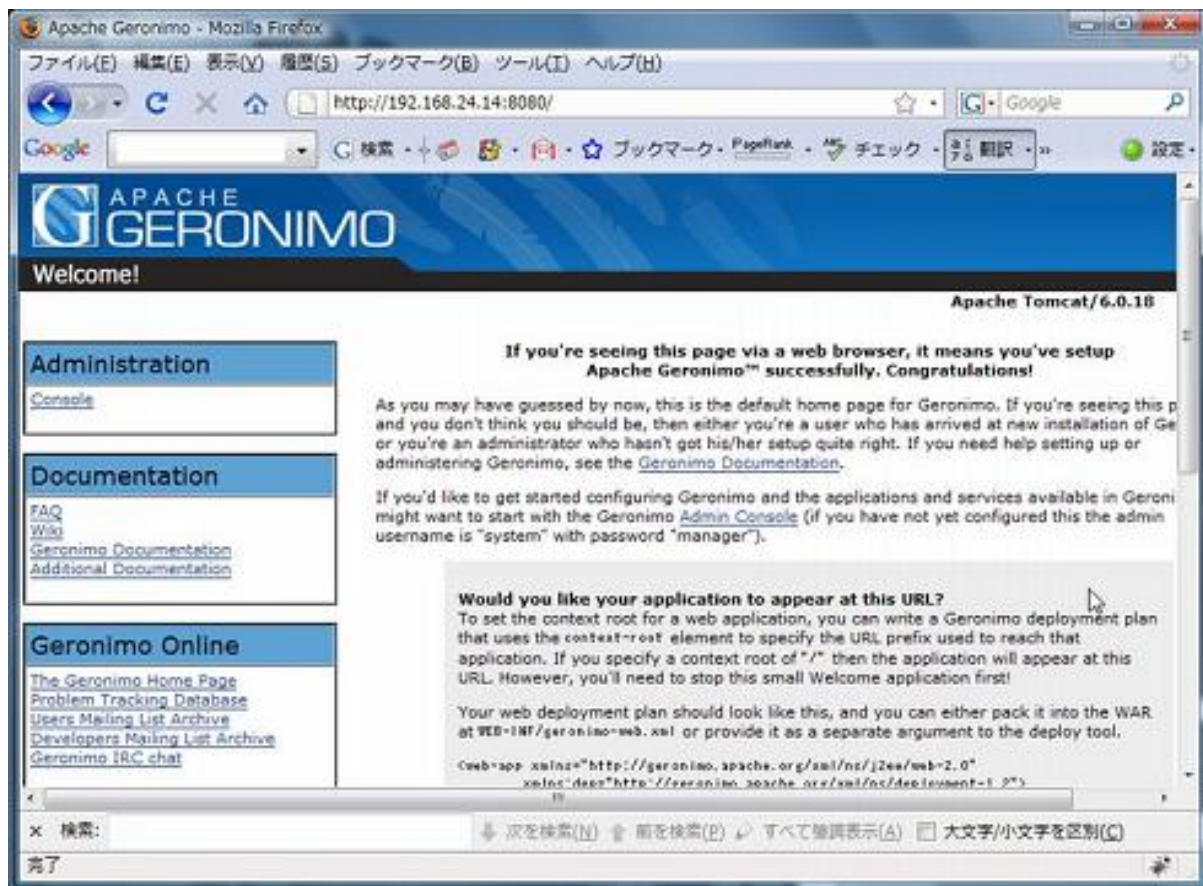 Apache Geronimo - Mozilla Firefox
ファイル(F) 編集(E) 表示(V) 履歴(S) ブックマーク(B) ツール(T) ヘルプ(H)
http://192.168.24.14:8080/
G Google
Google
G 検索 ブックマーク PageRank チェック 翻訳 » 設定
APACHE
GERONIMO
Welcome!
Apache Tomcat/6.0.18
Administration
Console
Documentation
FAQ
Wiki
Geronimo Documentation
Additional Documentation
Geronimo Online
The Geronimo Home Page
Problem Tracking Database
Users Mailing List Archive
Developers Mailing List Archive
Geronimo IRC chat
If you're seeing this page via a web browser, it means you've setup
Apache Geronimo™ successfully. Congratulations!
As you may have guessed by now, this is the default home page for Geronimo. If you're seeing this p
and you don't think you should be, then either you're a user who has arrived at new installation of Ge
or you're an administrator who hasn't got his/her setup quite right. If you need help setting up or
administering Geronimo, see the Geronimo Documentation.
If you'd like to get started configuring Geronimo and the applications and services available in Geroni
might want to start with the Geronimo Admin Console (if you have not yet configured this the admin
username is "system" with password "manager").
Would you like your application to appear at this URL?
To set the context root for a web application, you can write a Geronimo deployment plan
that uses the context-root element to specify the URL prefix used to reach that
application. If you specify a context root of "/" then the application will appear at this
URL. However, you'll need to stop this small Welcome application first!
Your web deployment plan should look like this, and you can either pack it into the WAR
at WEB-INF/geronimo-web.xml or provide it as a separate argument to the deploy tool.
<web-app xmlns="http://geronimo.apache.org/xml/ns/j2ee/web-2.0"
xmlns:dep="http://geronimo.apache.org/xml/ns/deployment-1.2">
× 検索: 次を検索(N) 前を検索(P) すべて強調表示(A) 大文字/小文字を区別(C)
完了